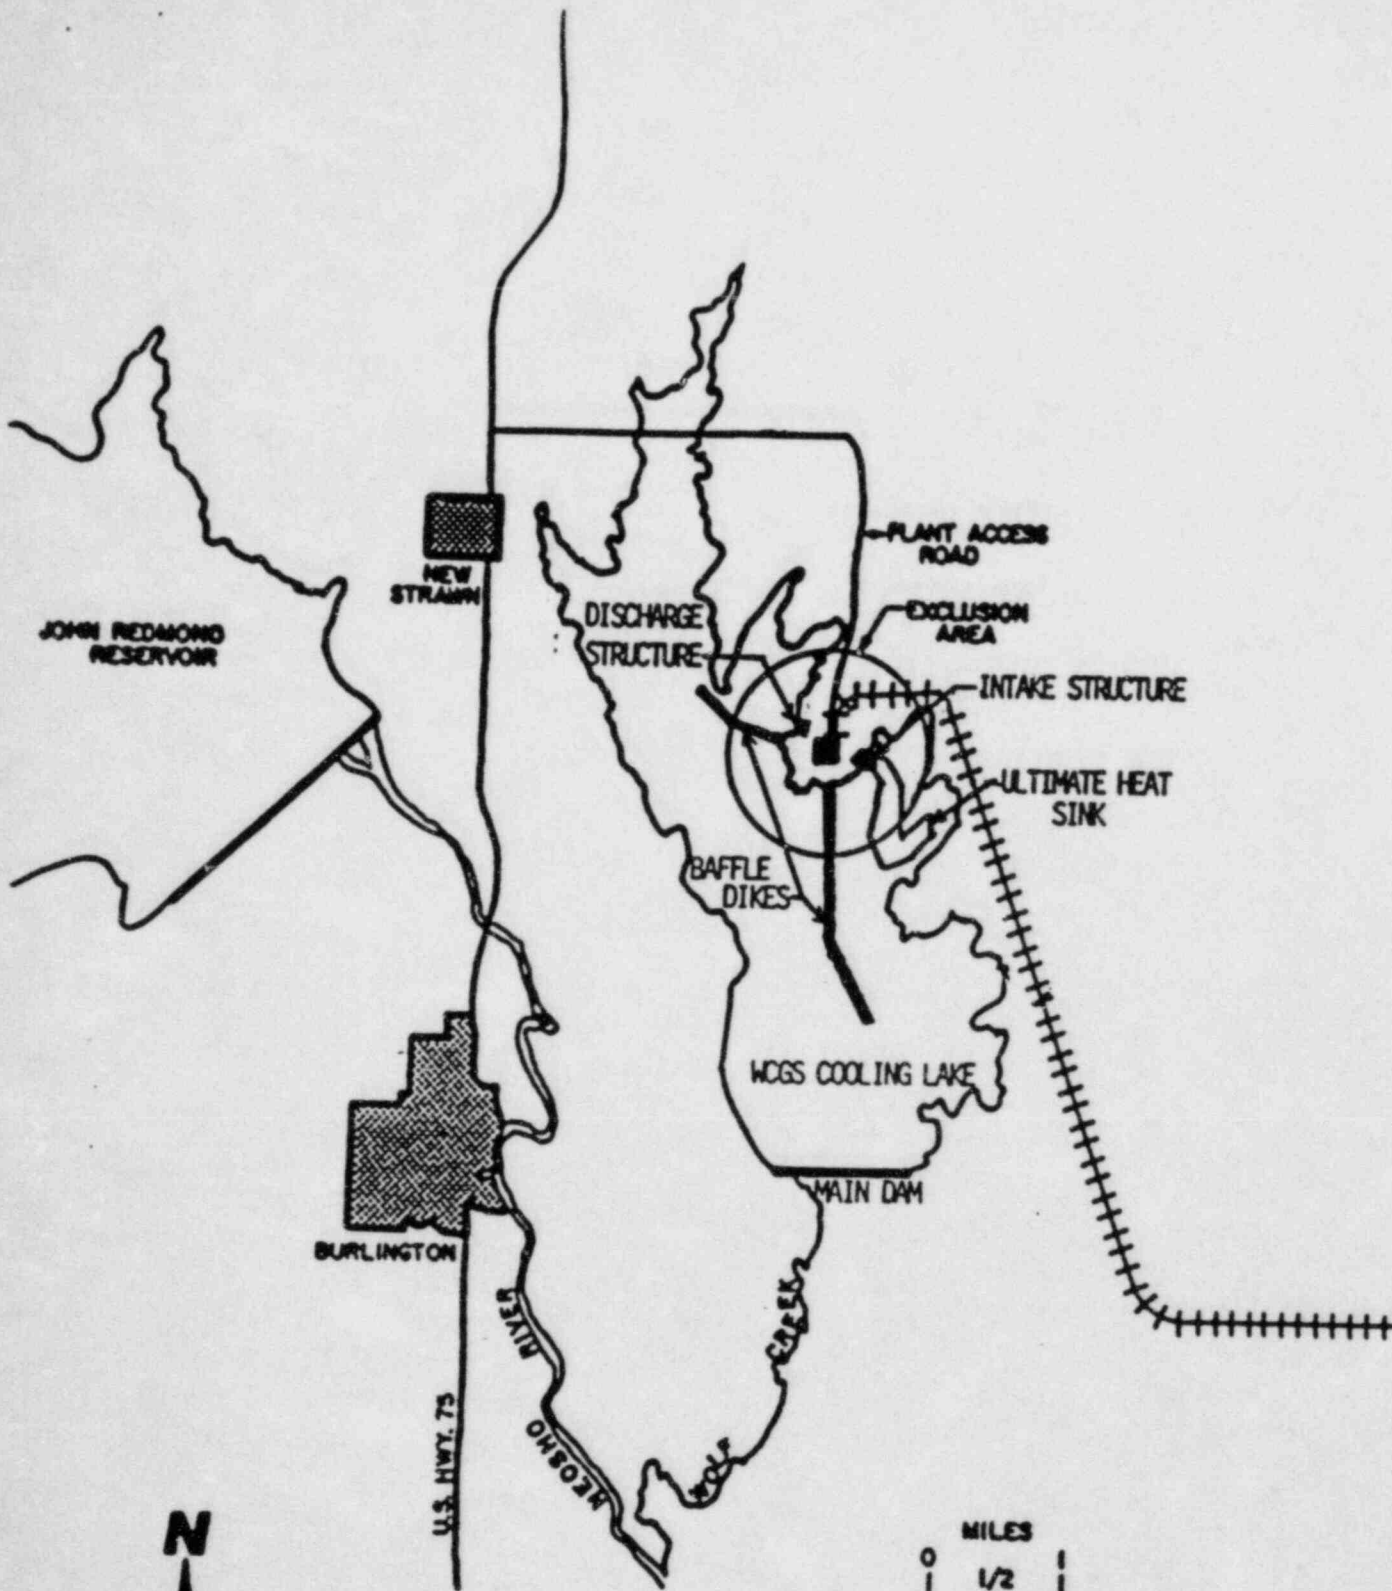 NEW
STRAWN
PLANT ACCESS
ROAD
DISCHARGE
STRUCTURE
EXCLUSION
AREA
JOHN REDMOND
RESERVOIR
INTAKE STRUCTURE
ULTIMATE HEAT
SINK
BAFFLE
DIKES
WCGS COOLING LAKE
MAIN DAM
BURLINGTON
NEOSHO RIVER
WOLF CREEK
U.S. HWY. 75
N
MILES
0 1
1/2